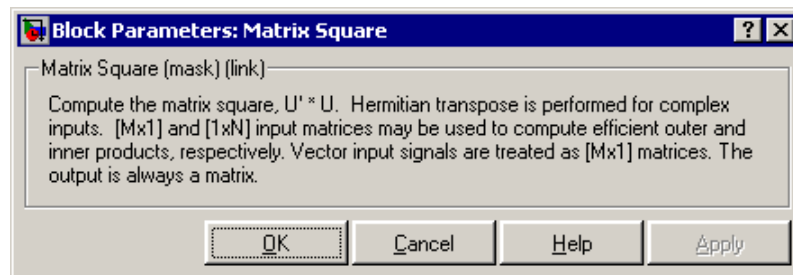 Block Parameters: Matrix Square
Matrix Square (mask) (link)
Compute the matrix square, U' * U. Hermitian transpose is performed for complex
inputs. [Mx1] and [1xN] input matrices may be used to compute efficient outer and
inner products, respectively. Vector input signals are treated as [Mx1] matrices. The
output is always a matrix.
OK Cancel Help Apply